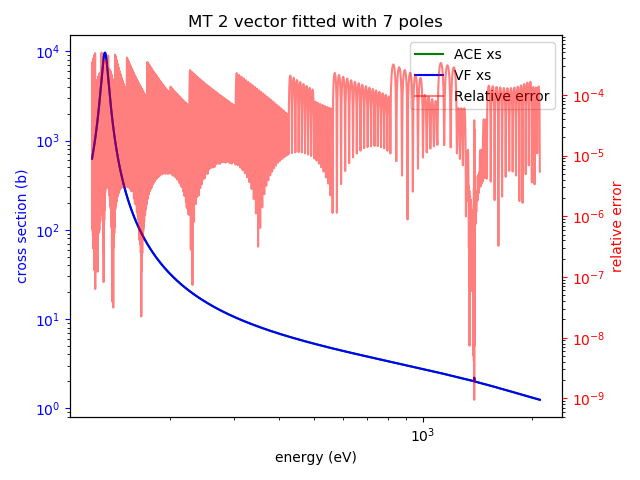 MT 2 vector fitted with 7 poles
10^4
10^3
10^2
10^1
10^0
cross section (b)
ACE xs
VF xs
Relative error
10^-4
10^-5
10^-6
10^-7
10^-8
10^-9
relative error
10^3
energy (eV)